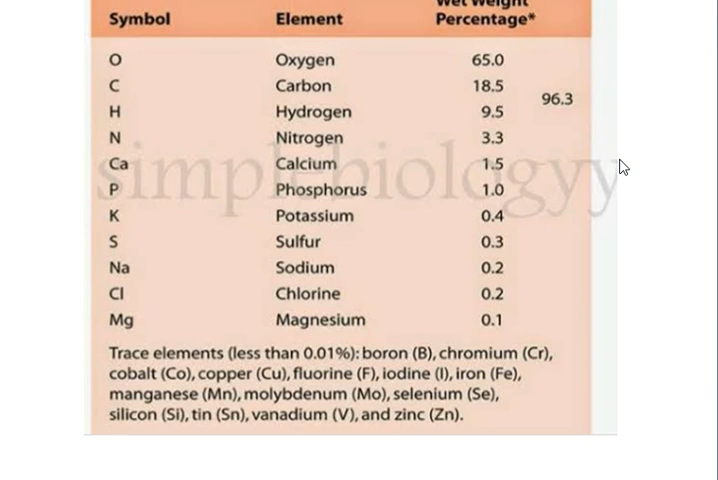 Wet Weight
Symbol Element Percentage*
O Oxygen 65.0
C Carbon 18.5
96.3
H Hydrogen 9.5
N Nitrogen 3.3
Ca Calcium 1.5
simplebiologyy
P Phosphorus 1.0
K Potassium 0.4
S Sulfur 0.3
Na Sodium 0.2
Cl Chlorine 0.2
Mg Magnesium 0.1
Trace elements (less than 0.01%): boron (B), chromium (Cr),
cobalt (Co), copper (Cu), fluorine (F), iodine (I), iron (Fe),
manganese (Mn), molybdenum (Mo), selenium (Se),
silicon (Si), tin (Sn), vanadium (V), and zinc (Zn).